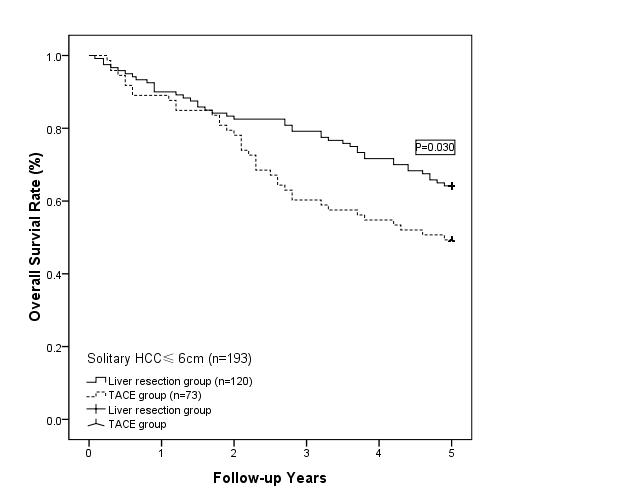 1.0
0.8
0.6
0.4
0.2
0.0
Overall Survial Rate (%)
P=0.030
Solitary HCC≤ 6cm (n=193)
Liver resection group (n=120)
TACE group (n=73)
Liver resection group
TACE group
0 1 2 3 4 5
Follow-up Years